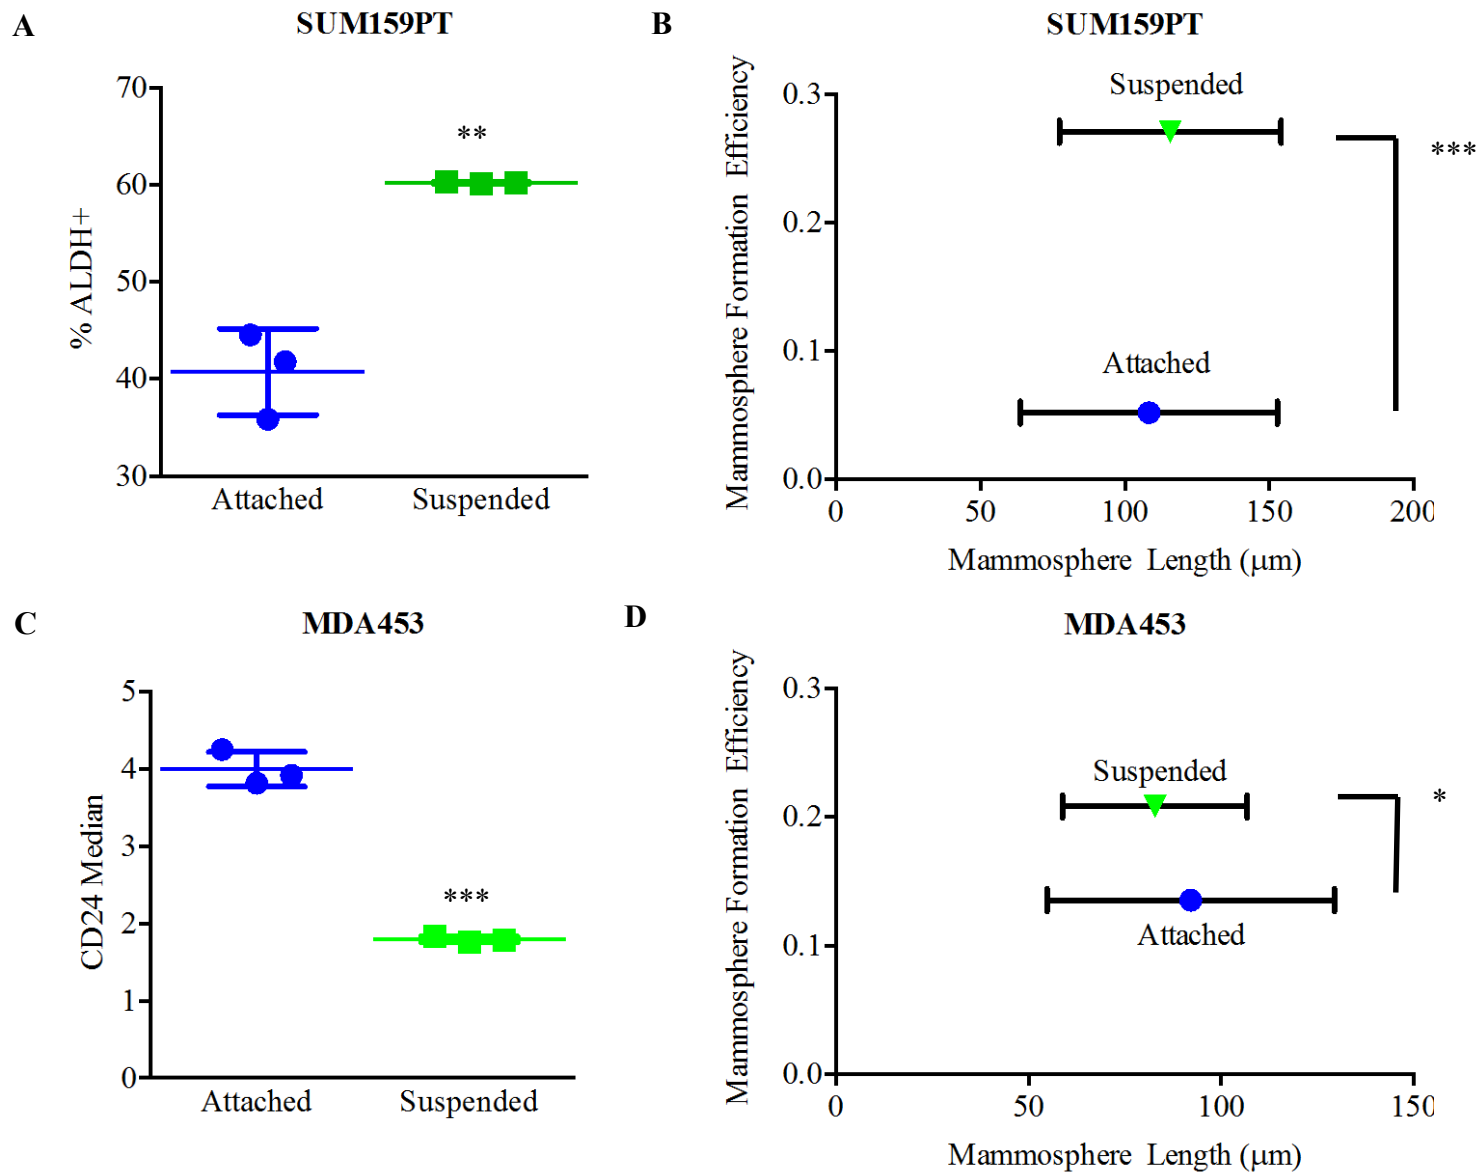 A
SUM159PT
70
60
50
40
30
% ALDH+
**
Attached
Suspended
B
SUM159PT
0.3
0.2
0.1
0.0
Mammosphere Formation Efficiency
Suspended
Attached
***
0
50
100
150
200
Mammosphere Length (μm)
C
MDA453
5
4
3
2
1
0
CD24 Median
***
Attached
Suspended
D
MDA453
0.3
0.2
0.1
0.0
Mammosphere Formation Efficiency
Suspended
Attached
*
0
50
100
150
Mammosphere Length (μm)